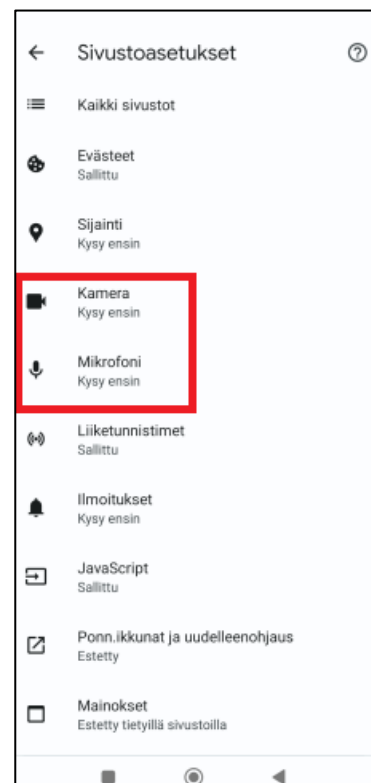 Sivustoasetukset
Kaikki sivustot
Evästeet
Sallittu
Sijainti
Kysy ensin
Kamera
Kysy ensin
Mikrofoni
Kysy ensin
Liiketunnistimet
Sallittu
Ilmoitukset
Kysy ensin
JavaScript
Sallittu
Ponn.ikkunat ja uudelleenohjaus
Estetty
Mainokset
Estetty tietyillä sivustoilla